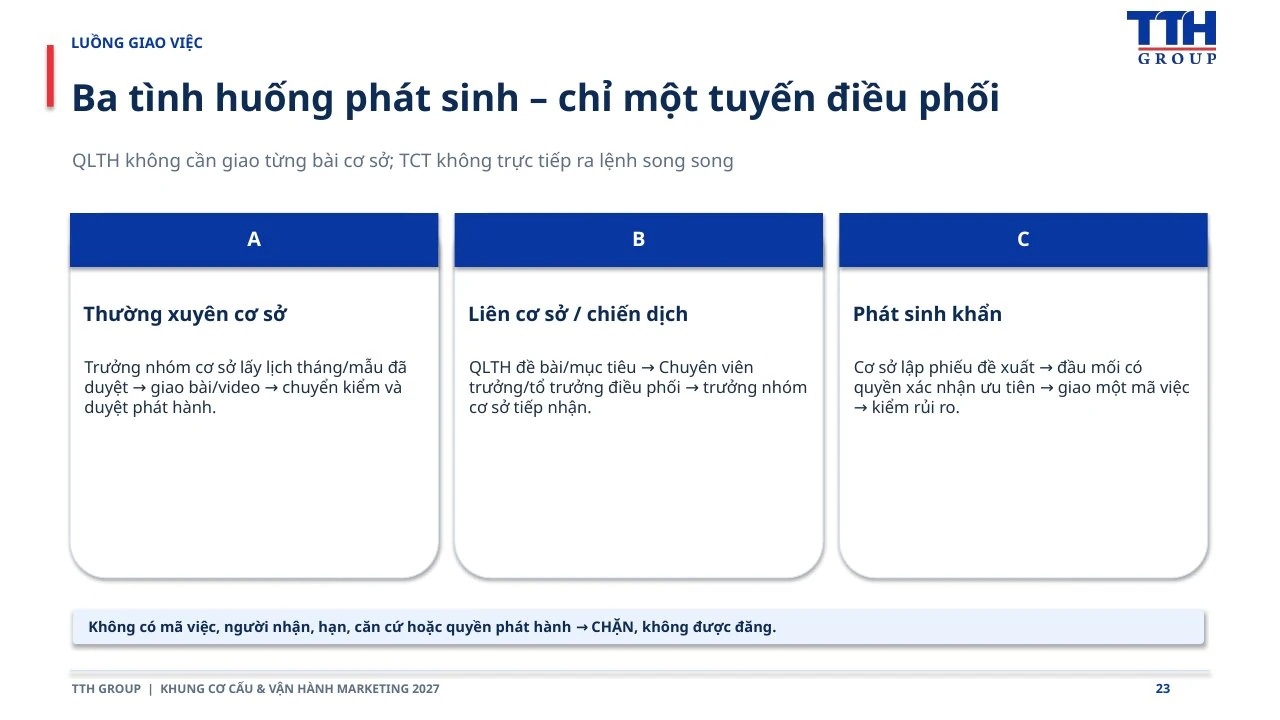 LUỒNG GIAO VIỆC
TTH
GROUP
Ba tình huống phát sinh – chỉ một tuyến điều phối
QLTH không cần giao từng bài cơ sở; TCT không trực tiếp ra lệnh song song
A
Thường xuyên cơ sở
Trưởng nhóm cơ sở lấy lịch tháng/mẫu đã
duyệt → giao bài/video → chuyển kiểm và
duyệt phát hành.
B
Liên cơ sở / chiến dịch
QLTH đề bài/mục tiêu → Chuyên viên
trưởng/tổ trưởng điều phối → trưởng nhóm
cơ sở tiếp nhận.
C
Phát sinh khẩn
Cơ sở lập phiếu đề xuất → đầu mối có
quyền xác nhận ưu tiên → giao một mã việc
→ kiểm rủi ro.
Không có mã việc, người nhận, hạn, căn cứ hoặc quyền phát hành → CHẶN, không được đăng.
TTH GROUP | KHUNG CƠ CẤU & VẬN HÀNH MARKETING 2027
23